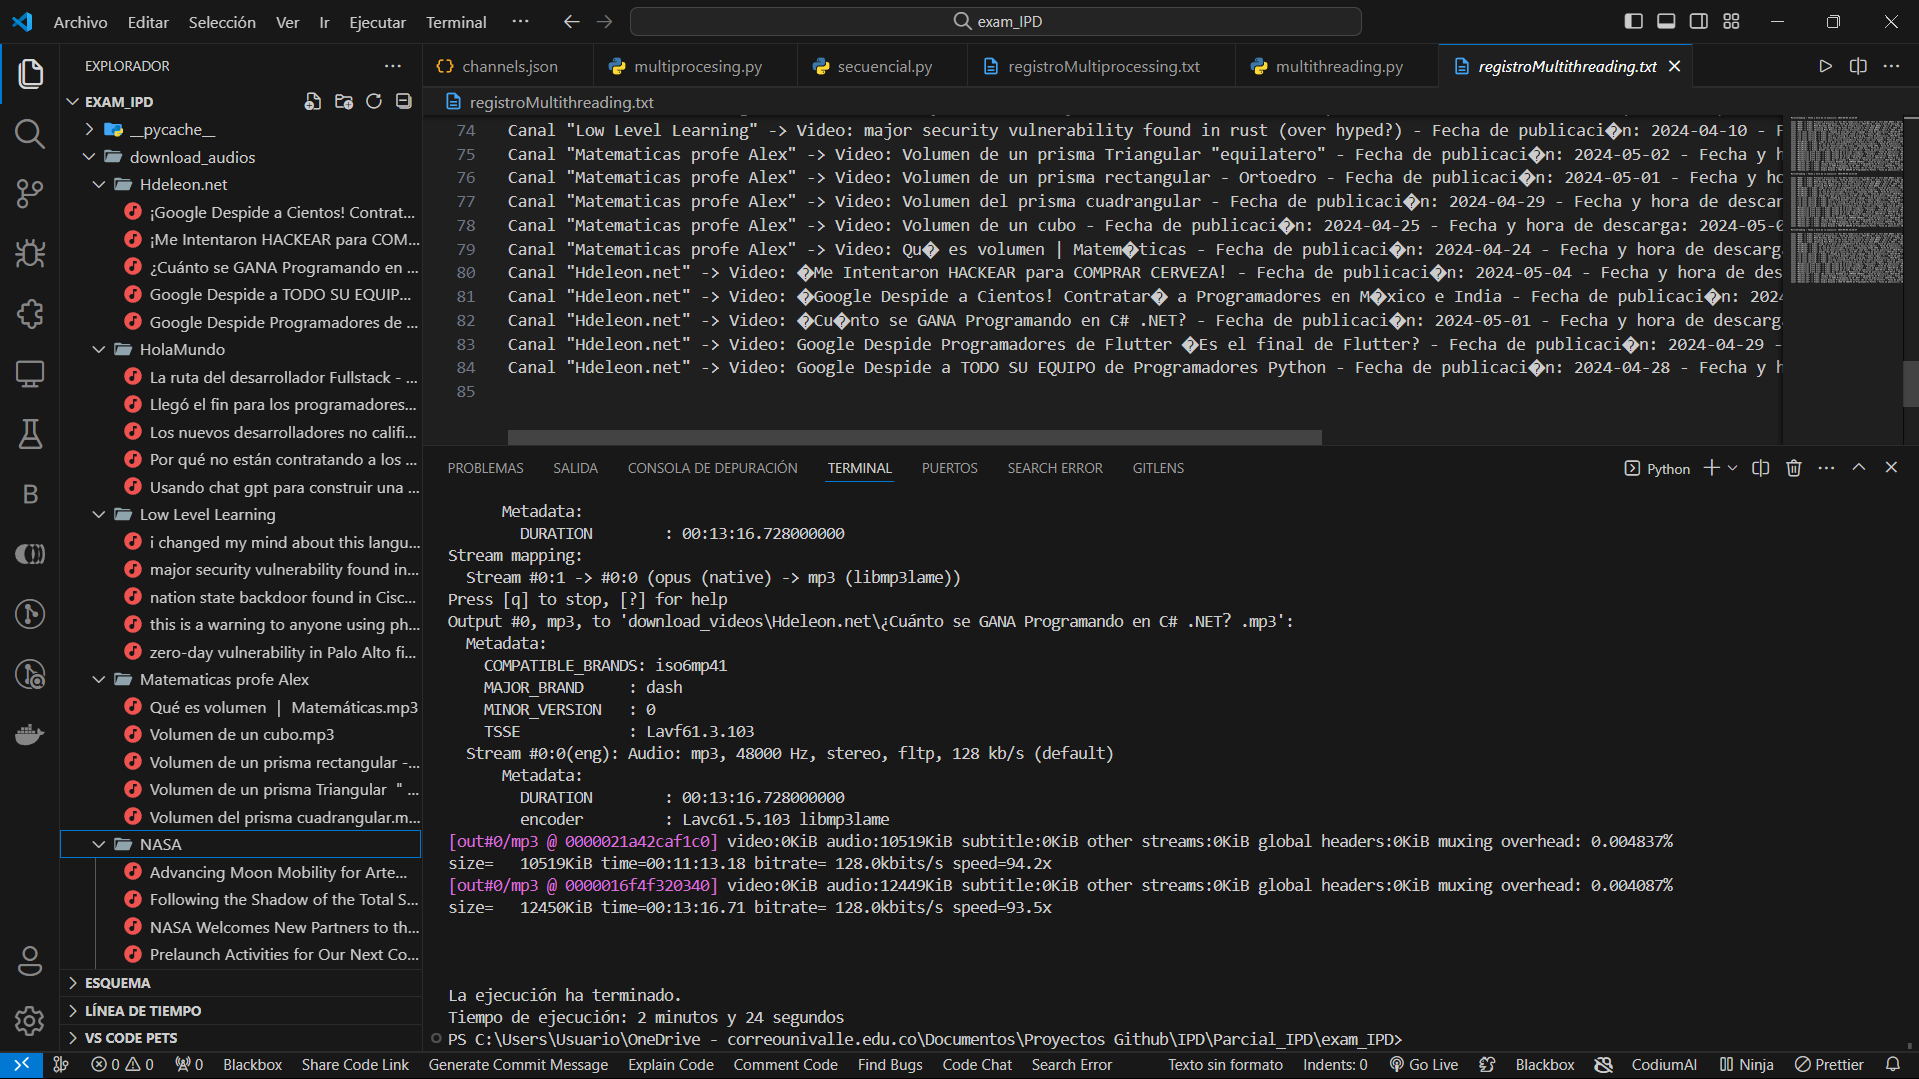 Archivo Editar Selección Ver Ir Ejecutar Terminal ··· exam_IPD
EXPLORADOR
EXAM_IPD
__pycache__
download_audios
Hdeleon.net
¡Google Despide a Cientos! Contrat...
¡Me Intentaron HACKEAR para COM...
¿Cuánto se GANA Programando en ...
Google Despide a TODO SU EQUIP...
Google Despide Programadores de ...
HolaMundo
La ruta del desarrollador Fullstack - ...
Llegó el fin para los programadores...
Los nuevos desarrolladores no califi...
Por qué no están contratando a los ...
Usando chat gpt para construir una ...
Low Level Learning
i changed my mind about this langu...
major security vulnerability found in...
nation state backdoor found in Cisc...
this is a warning to anyone using ph...
zero-day vulnerability in Palo Alto fi...
Matematicas profe Alex
Qué es volumen | Matemáticas.mp3
Volumen de un cubo.mp3
Volumen de un prisma rectangular -...
Volumen de un prisma Triangular " ...
Volumen del prisma cuadrangular.m...
NASA
Advancing Moon Mobility for Arte...
Following the Shadow of the Total S...
NASA Welcomes New Partners to th...
Prelaunch Activities for Our Next Co...
ESQUEMA
LÍNEA DE TIEMPO
VS CODE PETS
channels.json multiprocesing.py secuencial.py registroMultiprocessing.txt multithreading.py registroMultithreading.txt
registroMultithreading.txt
74 Canal "Low Level Learning" -> Video: major security vulnerability found in rust (over hyped?) - Fecha de publicaci�n: 2024-04-10 - F
75 Canal "Matematicas profe Alex" -> Video: Volumen de un prisma Triangular "equilatero" - Fecha de publicaci�n: 2024-05-02 - Fecha y h
76 Canal "Matematicas profe Alex" -> Video: Volumen de un prisma rectangular - Ortoedro - Fecha de publicaci�n: 2024-05-01 - Fecha y ho
77 Canal "Matematicas profe Alex" -> Video: Volumen del prisma cuadrangular - Fecha de publicaci�n: 2024-04-29 - Fecha y hora de descar
78 Canal "Matematicas profe Alex" -> Video: Volumen de un cubo - Fecha de publicaci�n: 2024-04-25 - Fecha y hora de descarga: 2024-05-0
79 Canal "Matematicas profe Alex" -> Video: Qu� es volumen | Matem�ticas - Fecha de publicaci�n: 2024-04-24 - Fecha y hora de descarg
80 Canal "Hdeleon.net" -> Video: �Me Intentaron HACKEAR para COMPRAR CERVEZA! - Fecha de publicaci�n: 2024-05-04 - Fecha y hora de des
81 Canal "Hdeleon.net" -> Video: �Google Despide a Cientos! Contratar� a Programadores en M�xico e India - Fecha de publicaci�n: 2024
82 Canal "Hdeleon.net" -> Video: �Cu�nto se GANA Programando en C# .NET? - Fecha de publicaci�n: 2024-05-01 - Fecha y hora de descarg
83 Canal "Hdeleon.net" -> Video: Google Despide Programadores de Flutter �Es el final de Flutter? - Fecha de publicaci�n: 2024-04-29 -
84 Canal "Hdeleon.net" -> Video: Google Despide a TODO SU EQUIPO de Programadores Python - Fecha de publicaci�n: 2024-04-28 - Fecha y h
85
PROBLEMAS SALIDA CONSOLA DE DEPURACIÓN TERMINAL PUERTOS SEARCH ERROR GITLENS Python
Metadata:
DURATION : 00:13:16.728000000
Stream mapping:
Stream #0:1 -> #0:0 (opus (native) -> mp3 (libmp3lame))
Press [q] to stop, [?] for help
Output #0, mp3, to 'download_videos\Hdeleon.net\¿Cuánto se GANA Programando en C# .NET? .mp3':
Metadata:
COMPATIBLE_BRANDS: iso6mp41
MAJOR_BRAND : dash
MINOR_VERSION : 0
TSSE : Lavf61.3.103
Stream #0:0(eng): Audio: mp3, 48000 Hz, stereo, fltp, 128 kb/s (default)
Metadata:
DURATION : 00:13:16.728000000
encoder : Lavc61.5.103 libmp3lame
[out#0/mp3 @ 0000021a42caf1c0] video:0KiB audio:10519KiB subtitle:0KiB other streams:0KiB global headers:0KiB muxing overhead: 0.004837%
size= 10519KiB time=00:11:13.18 bitrate= 128.0kbits/s speed=94.2x
[out#0/mp3 @ 0000016f4f320340] video:0KiB audio:12449KiB subtitle:0KiB other streams:0KiB global headers:0KiB muxing overhead: 0.004087%
size= 12450KiB time=00:13:16.71 bitrate= 128.0kbits/s speed=93.5x
La ejecución ha terminado.
Tiempo de ejecución: 2 minutos y 24 segundos
PS C:\Users\Usuario\OneDrive - correounivalle.edu.co\Documentos\Proyectos Github\IPD\Parcial_IPD\exam_IPD>
0 0 0 Blackbox Share Code Link Generate Commit Message Explain Code Comment Code Find Bugs Code Chat Search Error Texto sin formato Indents: 0 Go Live Blackbox CodiumAI Ninja Prettier